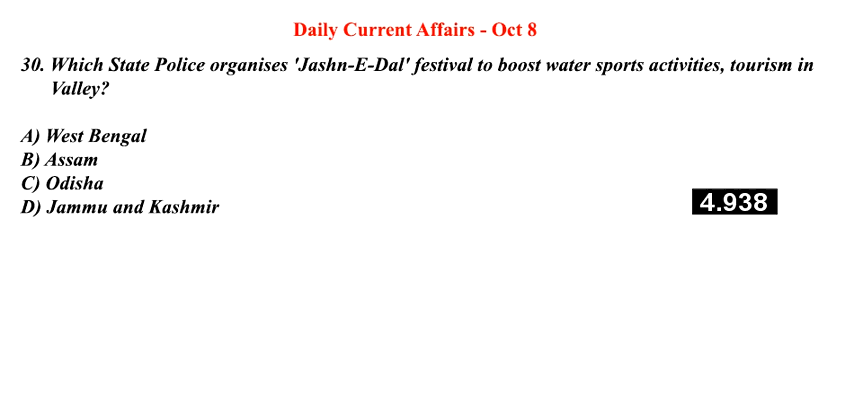 Daily Current Affairs - Oct 8
30. Which State Police organises 'Jashn-E-Dal' festival to boost water sports activities, tourism in
Valley?
A) West Bengal
B) Assam
C) Odisha
D) Jammu and Kashmir
4.938